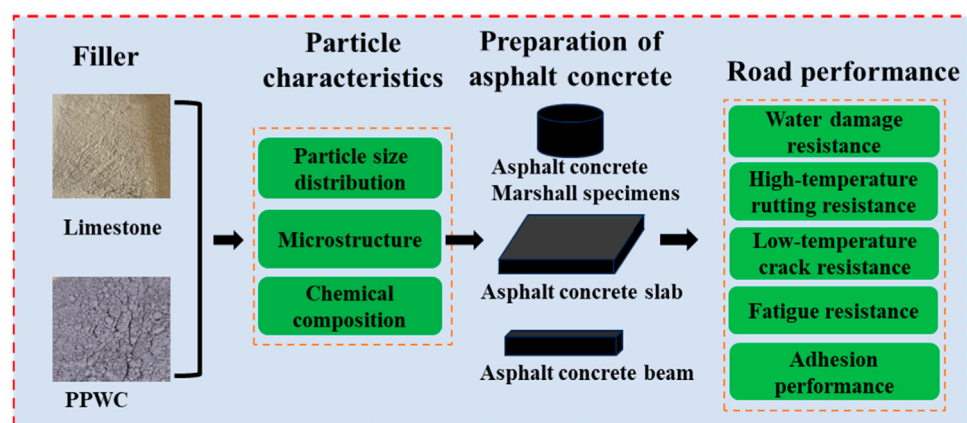 Filler
Limestone
PPWC
Particle
characteristics
Particle size
distribution
Microstructure
Chemical
composition
Preparation of
asphalt concrete
Asphalt concrete
Marshall specimens
Asphalt concrete slab
Asphalt concrete beam
Road performance
Water damage
resistance
High-temperature
rutting resistance
Low-temperature
crack resistance
Fatigue resistance
Adhesion
performance